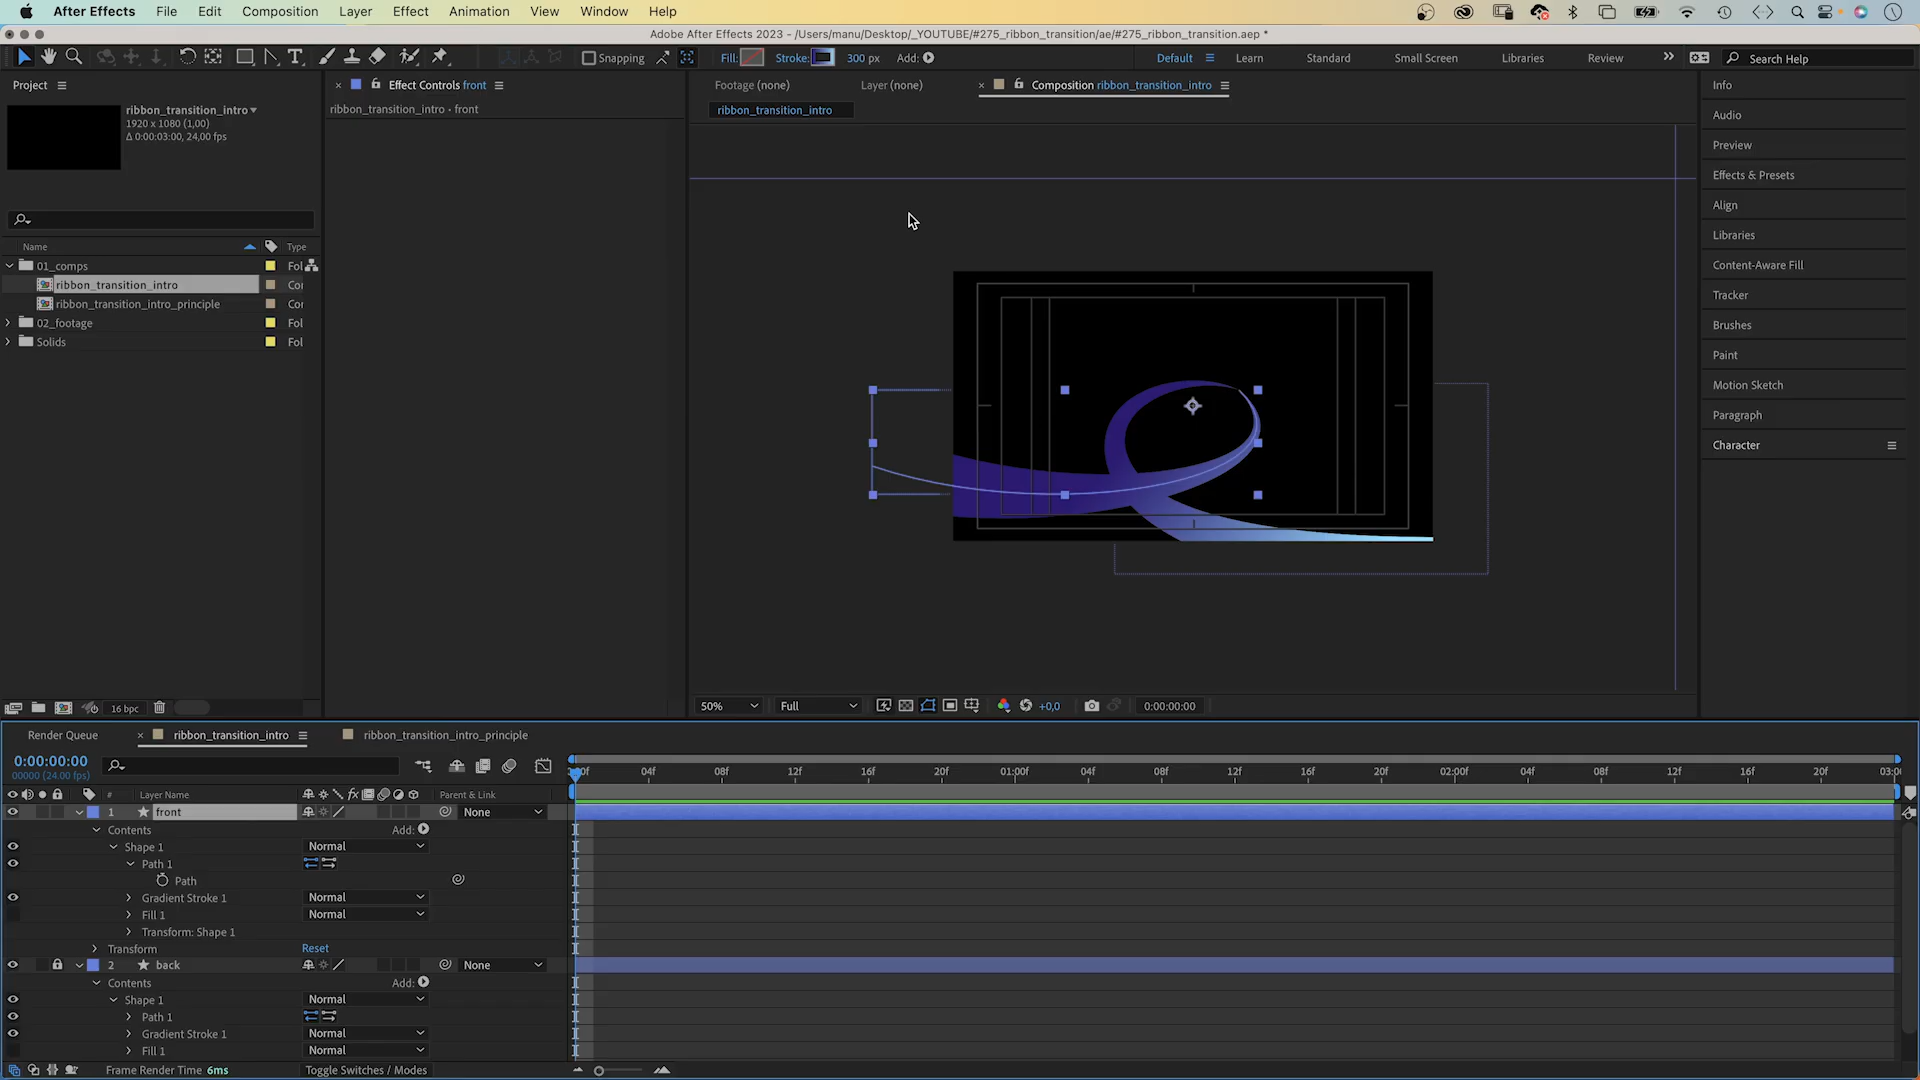 After Effects File Edit Composition Layer Effect Animation View Window Help
Adobe After Effects 2023 - /Users/manu/Desktop/_YOUTUBE/#275_ribbon_transition/ae/#275_ribbon_transition.aep *
Snapping Fill: Stroke: 300 px Add: Default Learn Standard Small Screen Libraries Review Search Help
Project
Effect Controls front
Footage (none) Layer (none) Composition ribbon_transition_intro
ribbon_transition_intro
1920 x 1080 (1,00)
Δ 0:00:03:00, 24,00 fps
ribbon_transition_intro • front
ribbon_transition_intro
Name Type
01_comps Fol
ribbon_transition_intro Coi
ribbon_transition_intro_principle Coi
02_footage Fol
Solids Fol
Info
Audio
Preview
Effects & Presets
Align
Libraries
Content-Aware Fill
Tracker
Brushes
Paint
Motion Sketch
Paragraph
Character
16 bpc
50% Full +0,0 0:00:00:00
Render Queue ribbon_transition_intro ribbon_transition_intro_principle
0:00:00:00
00000 (24.00 fps)
:00f 04f 08f 12f 16f 20f 01:00f 04f 08f 12f 16f 20f 02:00f 04f 08f 12f 16f 20f 03:0
# Layer Name Parent & Link
1 front None
Contents Add:
Shape 1 Normal
Path 1
Path
Gradient Stroke 1 Normal
Fill 1 Normal
Transform: Shape 1
Transform Reset
2 back None
Contents Add:
Shape 1 Normal
Path 1
Gradient Stroke 1 Normal
Fill 1 Normal
Frame Render Time 6ms Toggle Switches / Modes